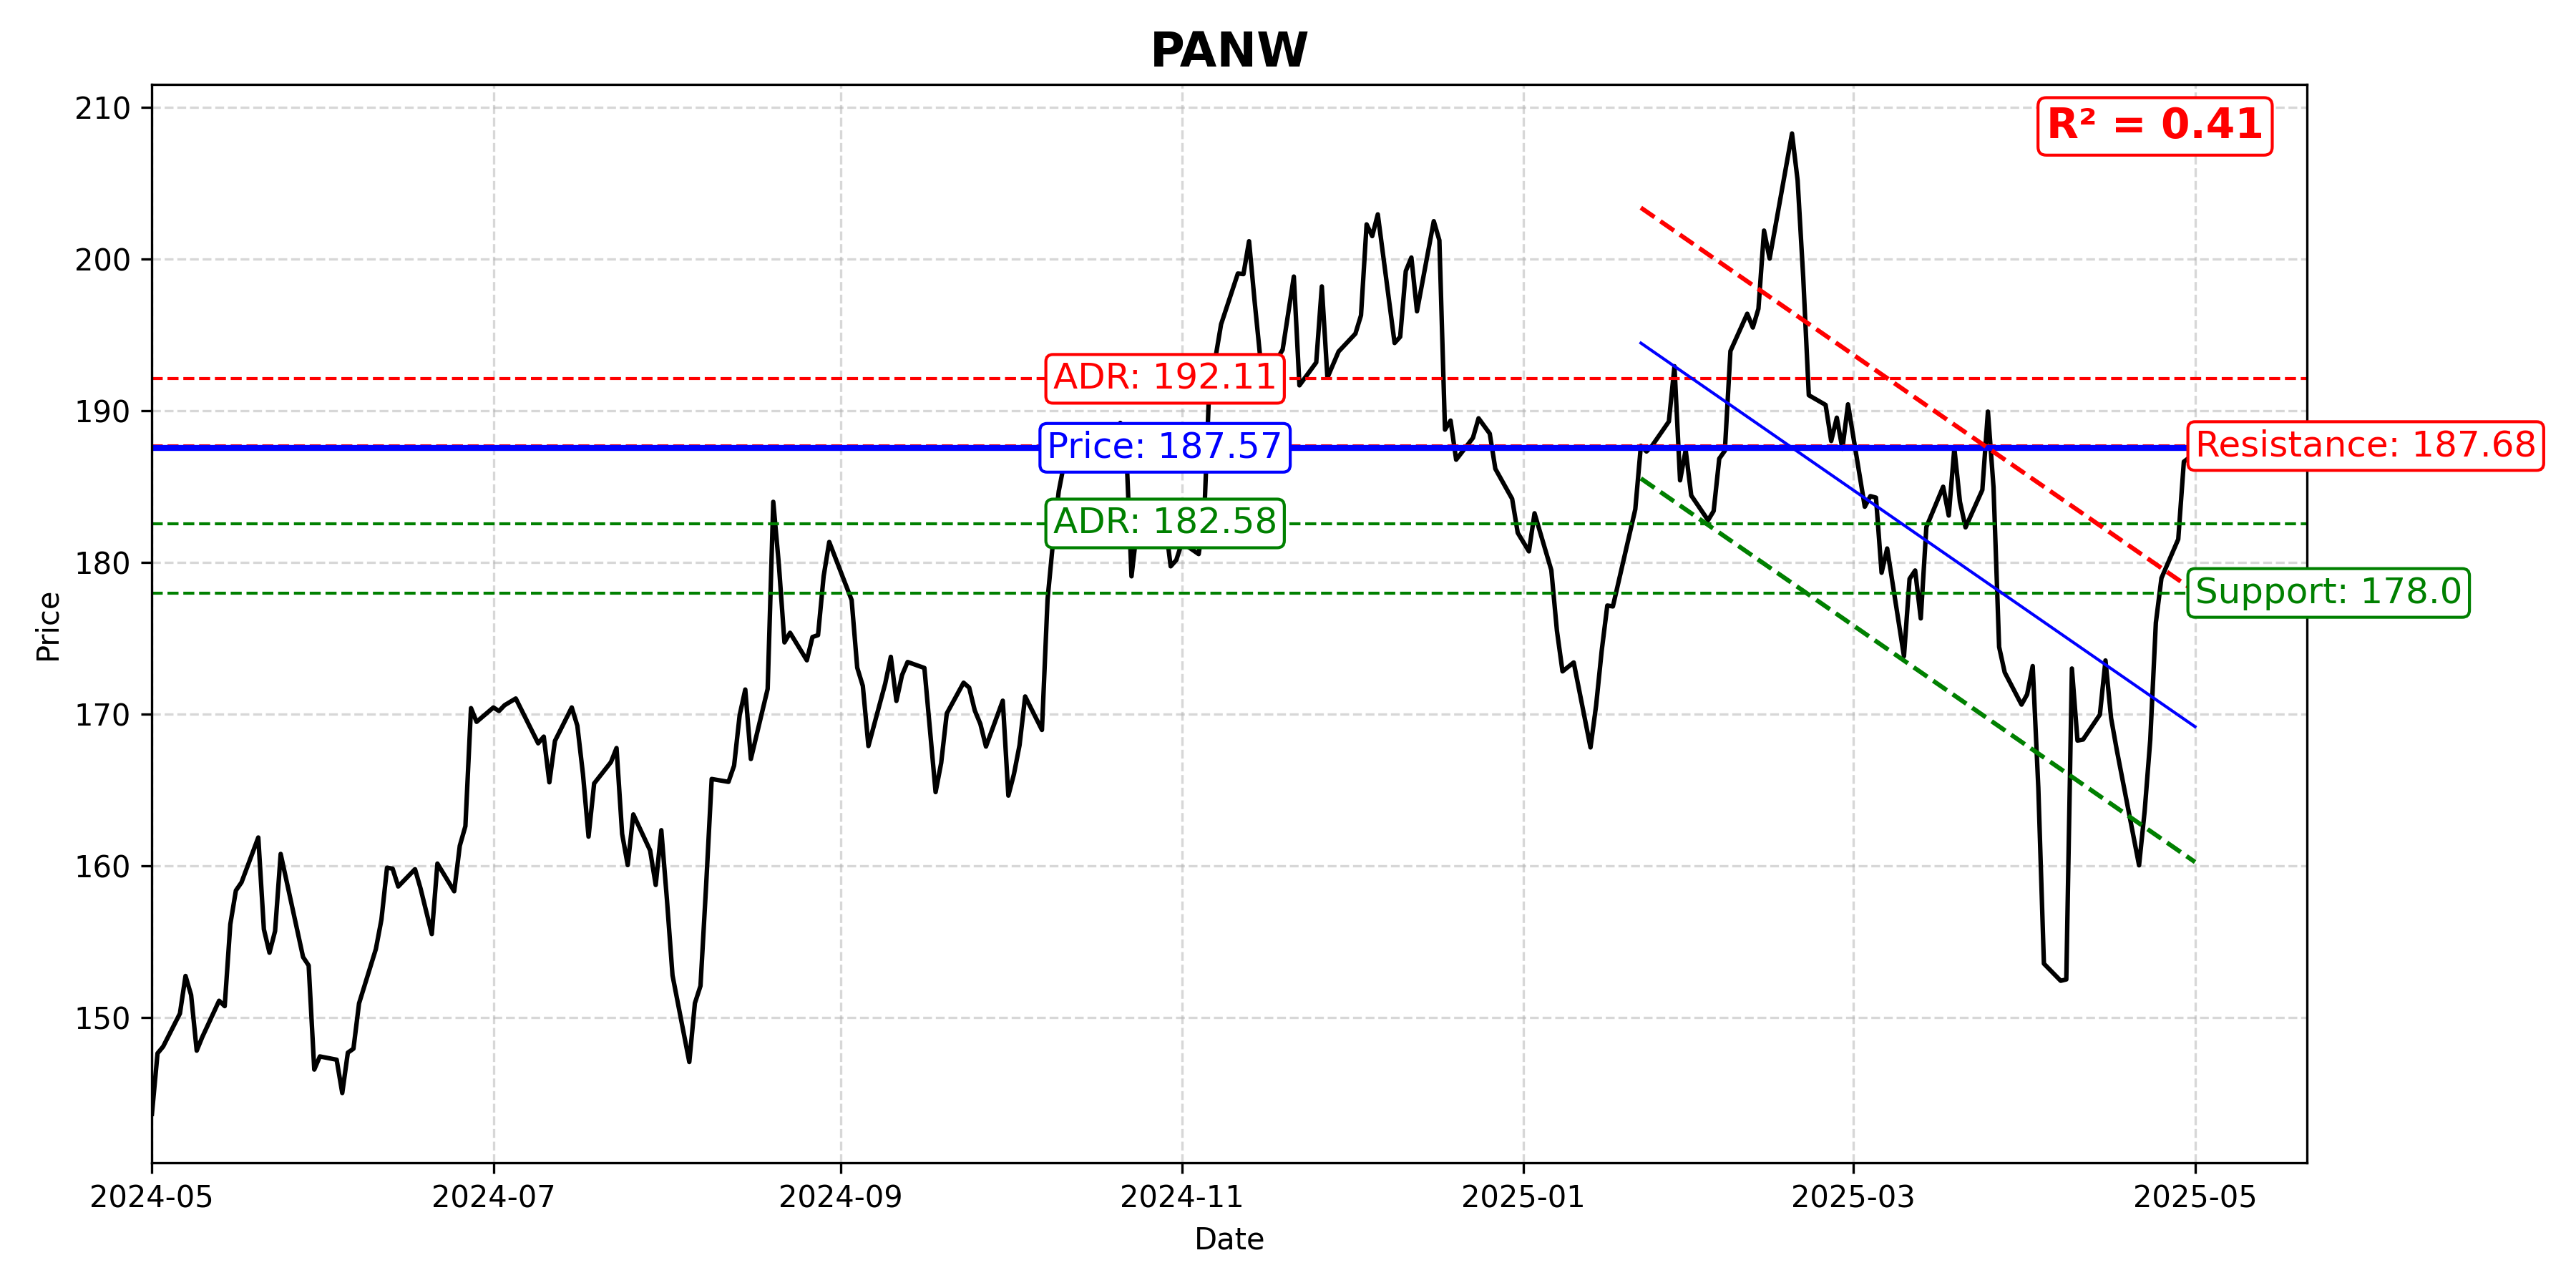 PANW
R² = 0.41
210
200
190
180
170
160
150
Price
ADR: 192.11
Price: 187.57
ADR: 182.58
Resistance: 187.68
Support: 178.0
2024-05
2024-07
2024-09
2024-11
2025-01
2025-03
2025-05
Date